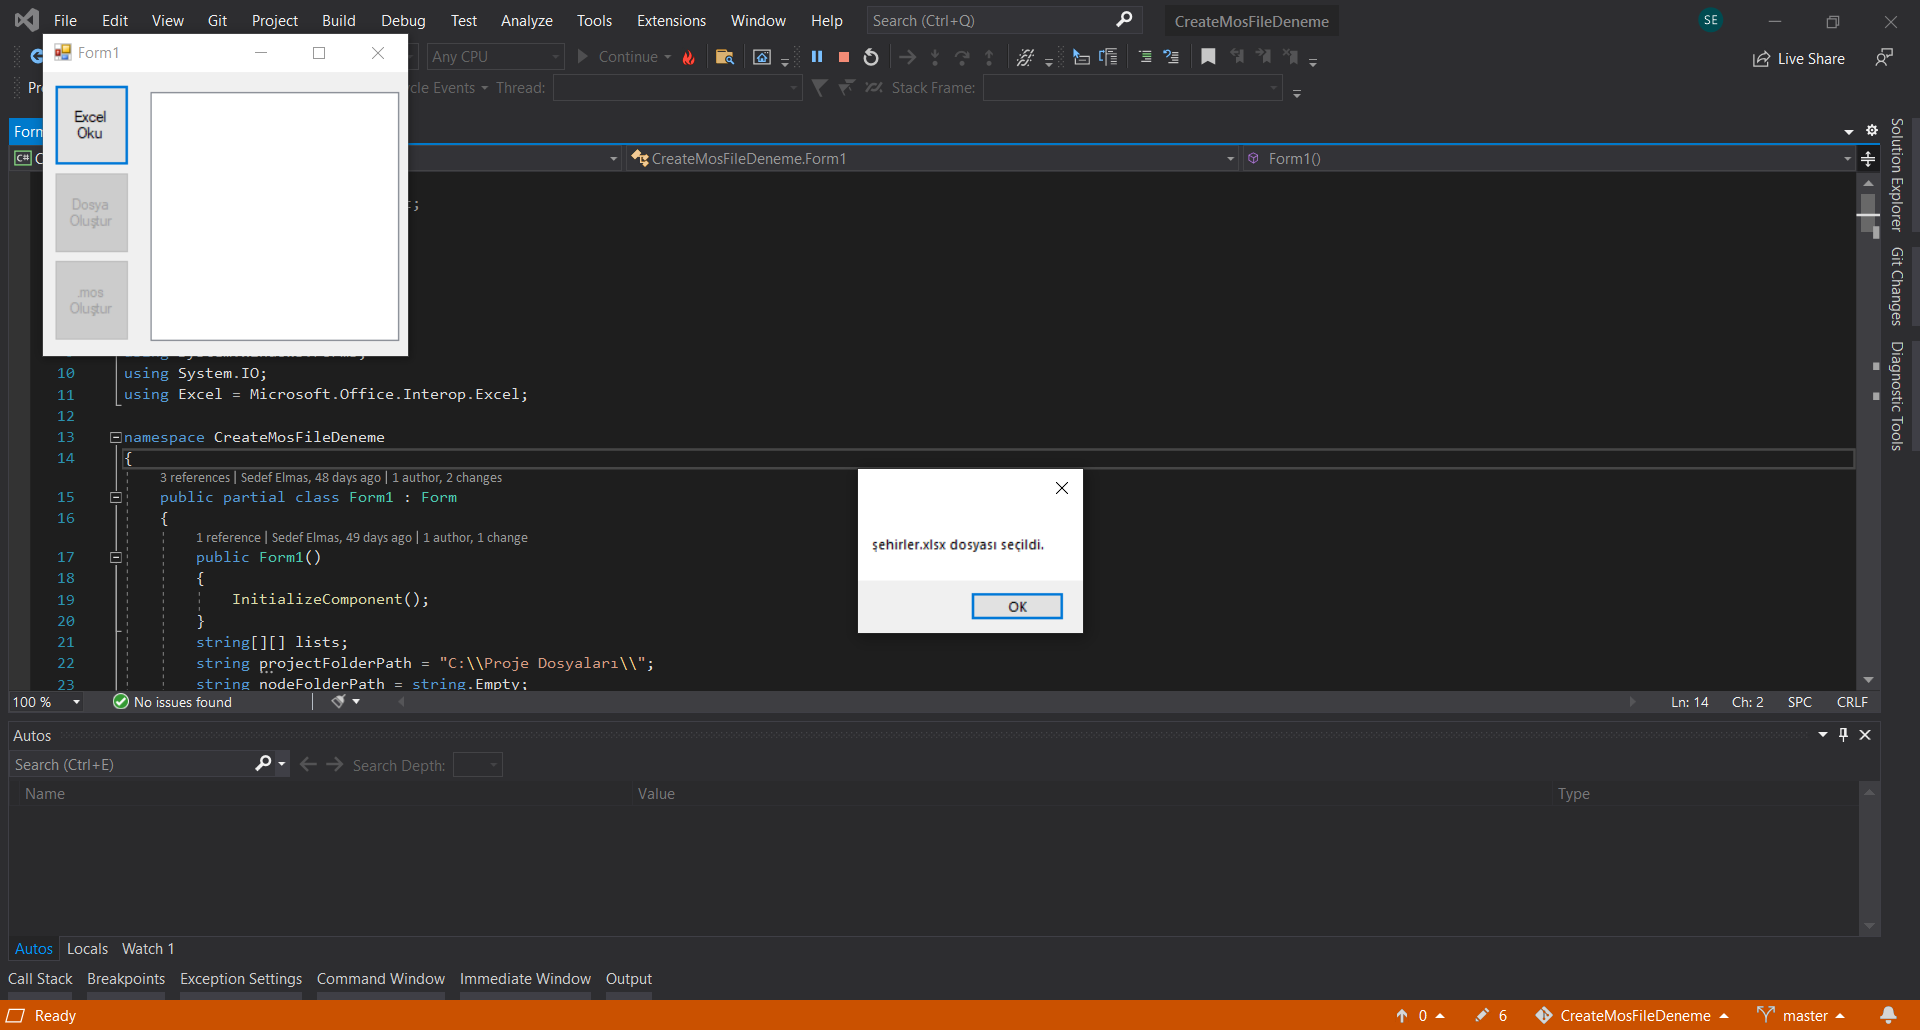 File Edit View Git Project Build Debug Test Analyze Tools Extensions Window Help Search (Ctrl+Q) CreateMosFileDeneme SE
Form1
Any CPU Continue Live Share
Thread: Stack Frame:
Excel
Oku
Dosya
Oluştur
.mos
Oluştur
CreateMosFileDeneme.Form1 Form1()
Solution Explorer
Git Changes
Diagnostic Tools
10 using System.IO;
11 using Excel = Microsoft.Office.Interop.Excel;
12
13 namespace CreateMosFileDeneme
14 {
3 references | Sedef Elmas, 48 days ago | 1 author, 2 changes
15 public partial class Form1 : Form
16 {
1 reference | Sedef Elmas, 49 days ago | 1 author, 1 change
17 public Form1()
18 {
19 InitializeComponent();
20 }
21 string[][] lists;
22 string projectFolderPath = "C:\\Proje Dosyaları\\";
23 string nodeFolderPath = string.Empty;
şehirler.xlsx dosyası seçildi.
OK
100 % No issues found Ln: 14 Ch: 2 SPC CRLF
Autos
Search (Ctrl+E) Search Depth:
Name Value Type
Autos Locals Watch 1
Call Stack Breakpoints Exception Settings Command Window Immediate Window Output
Ready 0 6 CreateMosFileDeneme master